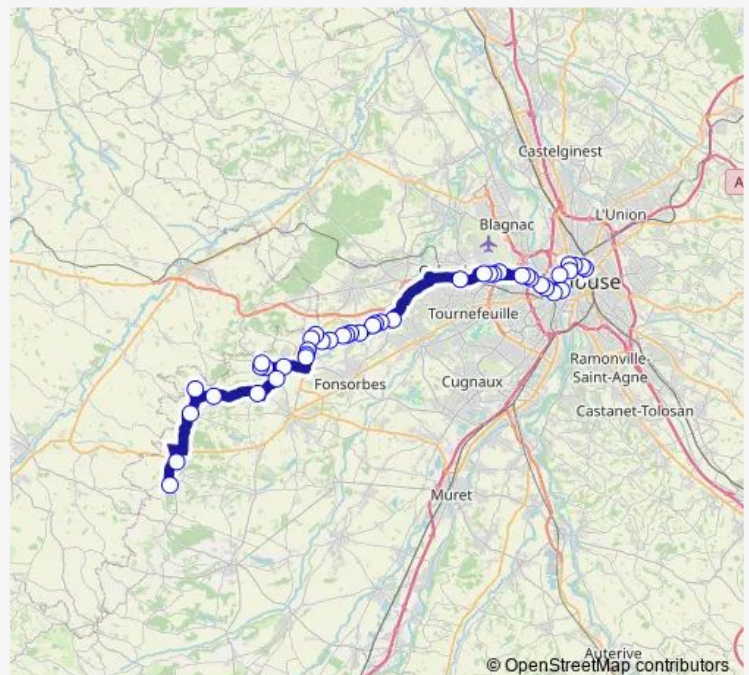 Castelginest
L'Union
A
Blagnac
ouse
Tournefeuille
Ramonville-
Saint-Agne
Fonsorbes
Cugnaux
Castanet-Tolosan
Muret
Auterive
© OpenStreetMap contributors